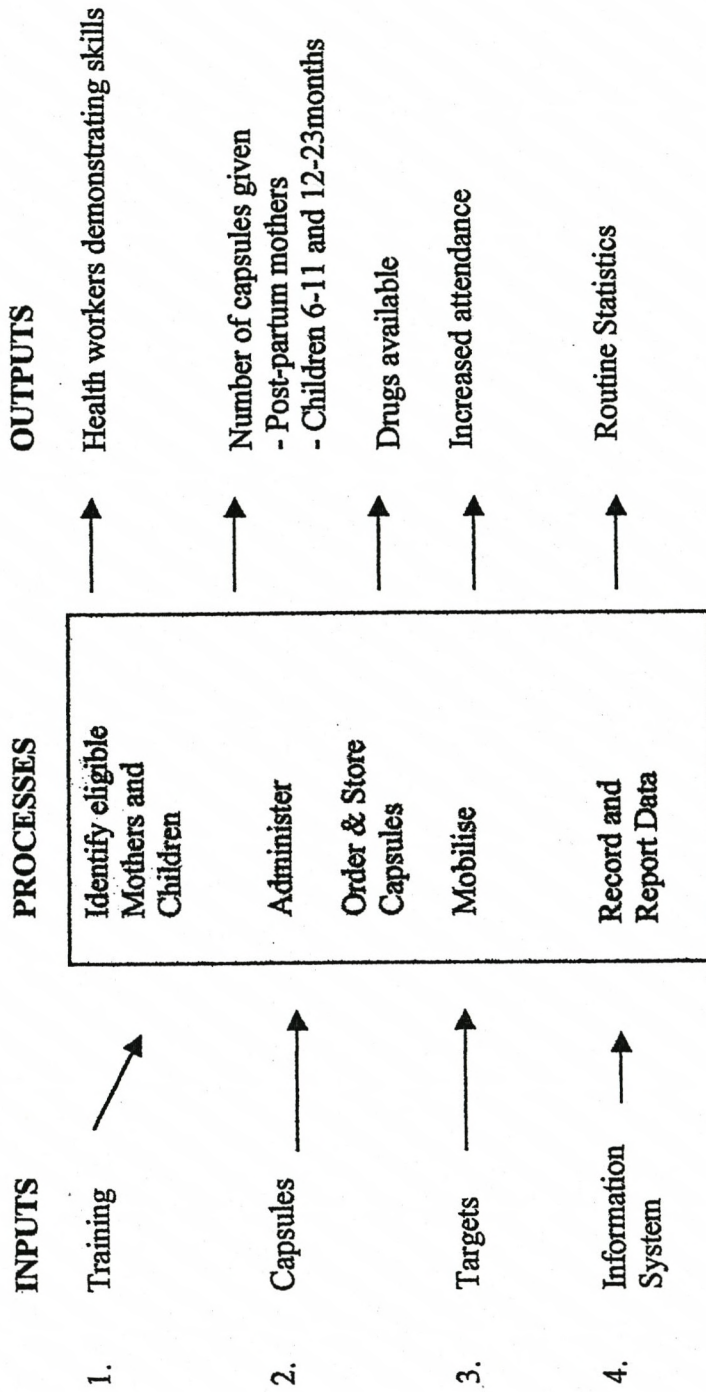 INPUTS
PROCESSES
OUTPUTS
1.
Training
Identify eligible
Mothers and
Children
Health workers demonstrating skills
2.
Capsules
Administer
Number of capsules given
- Post-partum mothers
- Children 6-11 and 12-23months
Order & Store
Capsules
Drugs available
3.
Targets
Mobilise
Increased attendance
4.
Information
System
Record and
Report Data
Routine Statistics